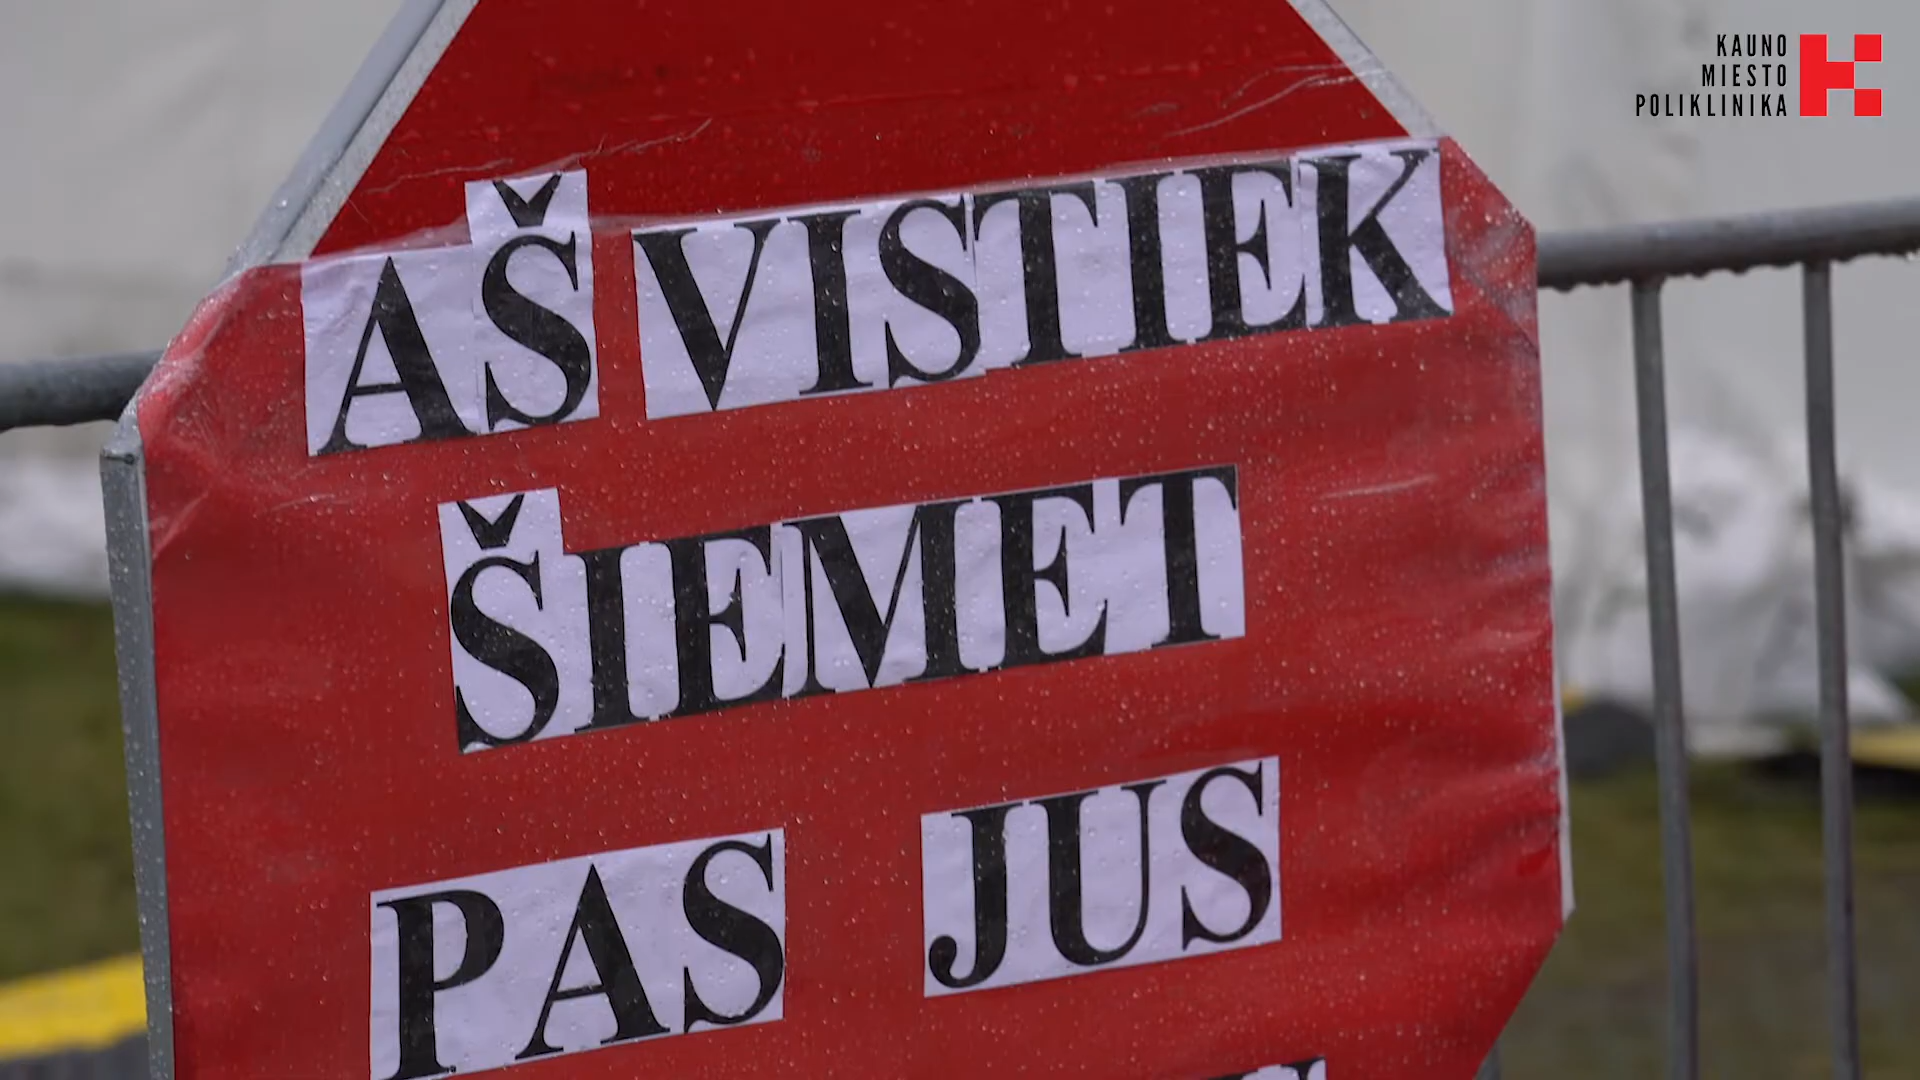 KAUNO
MIESTO
POLIKLINIKA
AŠ VISTIEK
ŠIEMET
PAS JUS